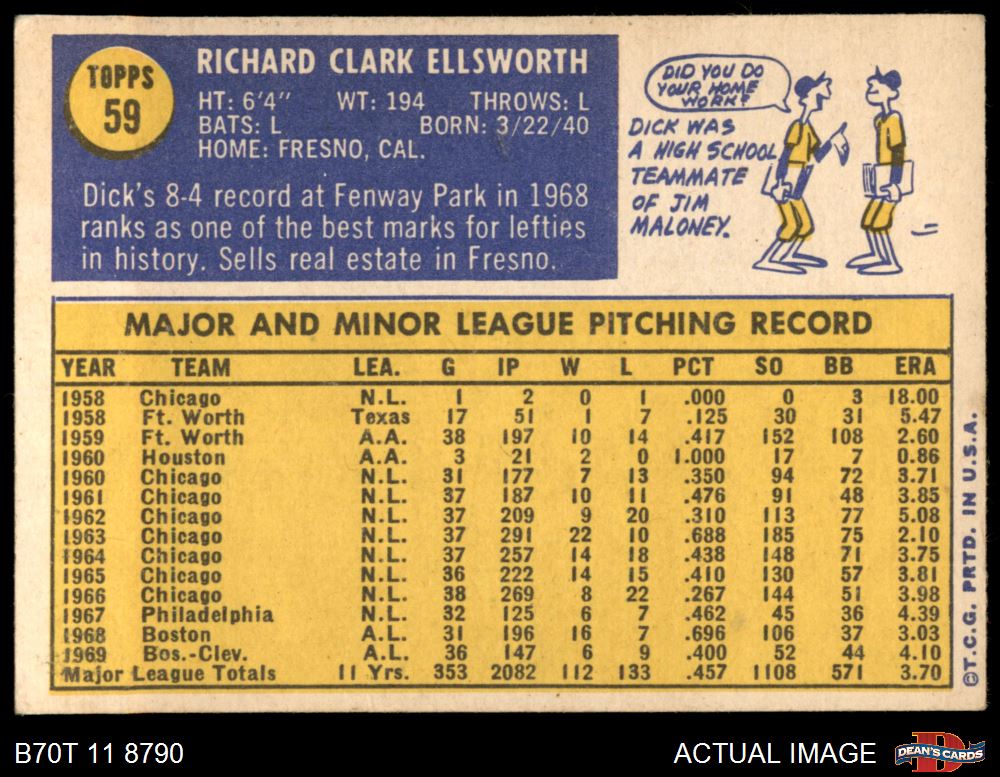 TOPPS
59
RICHARD CLARK ELLSWORTH
HT: 6'4" WT: 194 THROWS: L
BATS: L BORN: 3/22/40
HOME: FRESNO, CAL.
Dick's 8-4 record at Fenway Park in 1968
ranks as one of the best marks for lefties
in history. Sells real estate in Fresno.
DID YOU DO
YOUR HOME
WORK?
DICK WAS
A HIGH SCHOOL
TEAMMATE
OF JIM
MALONEY.
MAJOR AND MINOR LEAGUE PITCHING RECORD
YEAR TEAM LEA. G IP W L PCT SO BB ERA
1958 Chicago N.L. 1 2 0 1 .000 0 3 18.00
1958 Ft. Worth Texas 17 51 1 7 .125 30 31 5.47
1959 Ft. Worth A.A. 38 197 10 14 .417 152 108 2.60
1960 Houston A.A. 3 21 2 0 1.000 17 7 0.86
1960 Chicago N.L. 31 177 7 13 .350 94 72 3.71
1961 Chicago N.L. 37 187 10 11 .476 91 48 3.85
1962 Chicago N.L. 37 209 9 20 .310 113 77 5.08
1963 Chicago N.L. 37 291 22 10 .688 185 75 2.10
1964 Chicago N.L. 37 257 14 18 .438 148 71 3.75
1965 Chicago N.L. 36 222 14 15 .410 130 57 3.81
1966 Chicago N.L. 38 269 8 22 .267 144 51 3.98
1967 Philadelphia N.L. 32 125 6 7 .462 45 36 4.39
1968 Boston A.L. 31 196 16 7 .696 106 37 3.03
1969 Bos.-Clev. A.L. 36 147 6 9 .400 52 44 4.10
Major League Totals 11 Yrs. 353 2082 112 133 .457 1108 571 3.70
©T.C.G. PRTD. IN U.S.A.
B70T 11 8790
ACTUAL IMAGE
DEAN'S CARDS